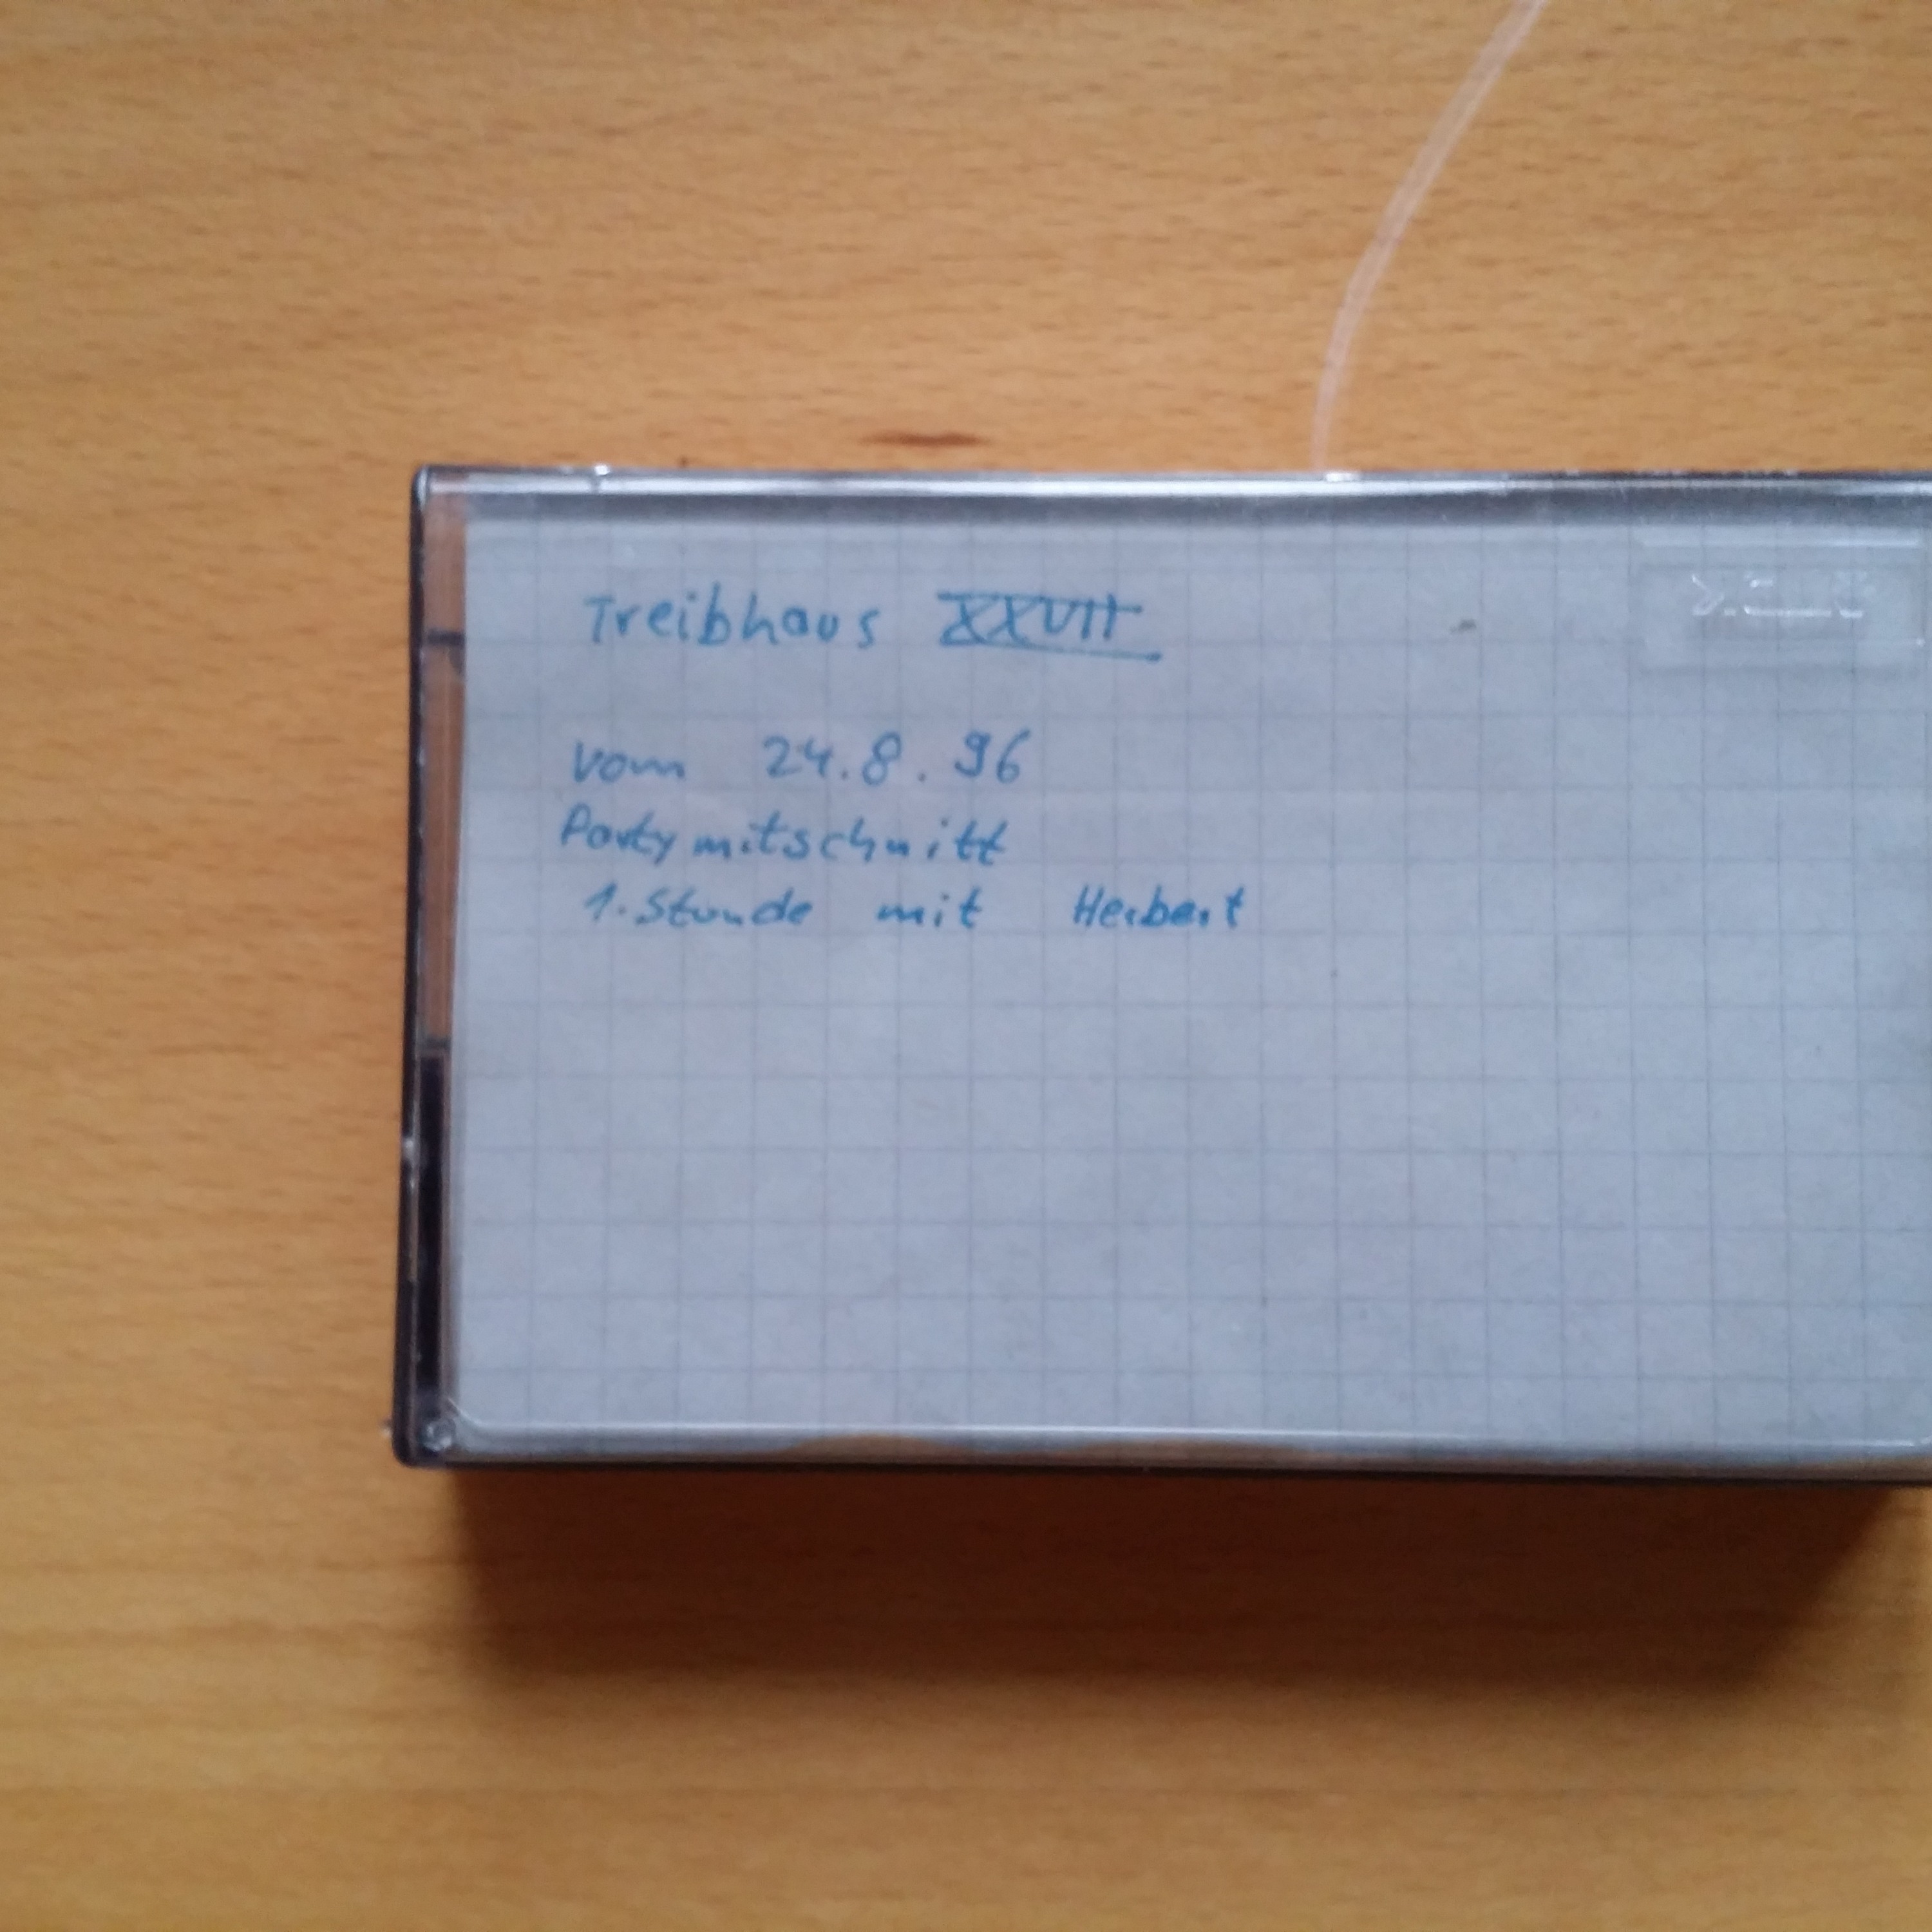 Treibhaus XXVII
vom 24.8.96
Partymitschnitt
1. Stunde mit Herbert